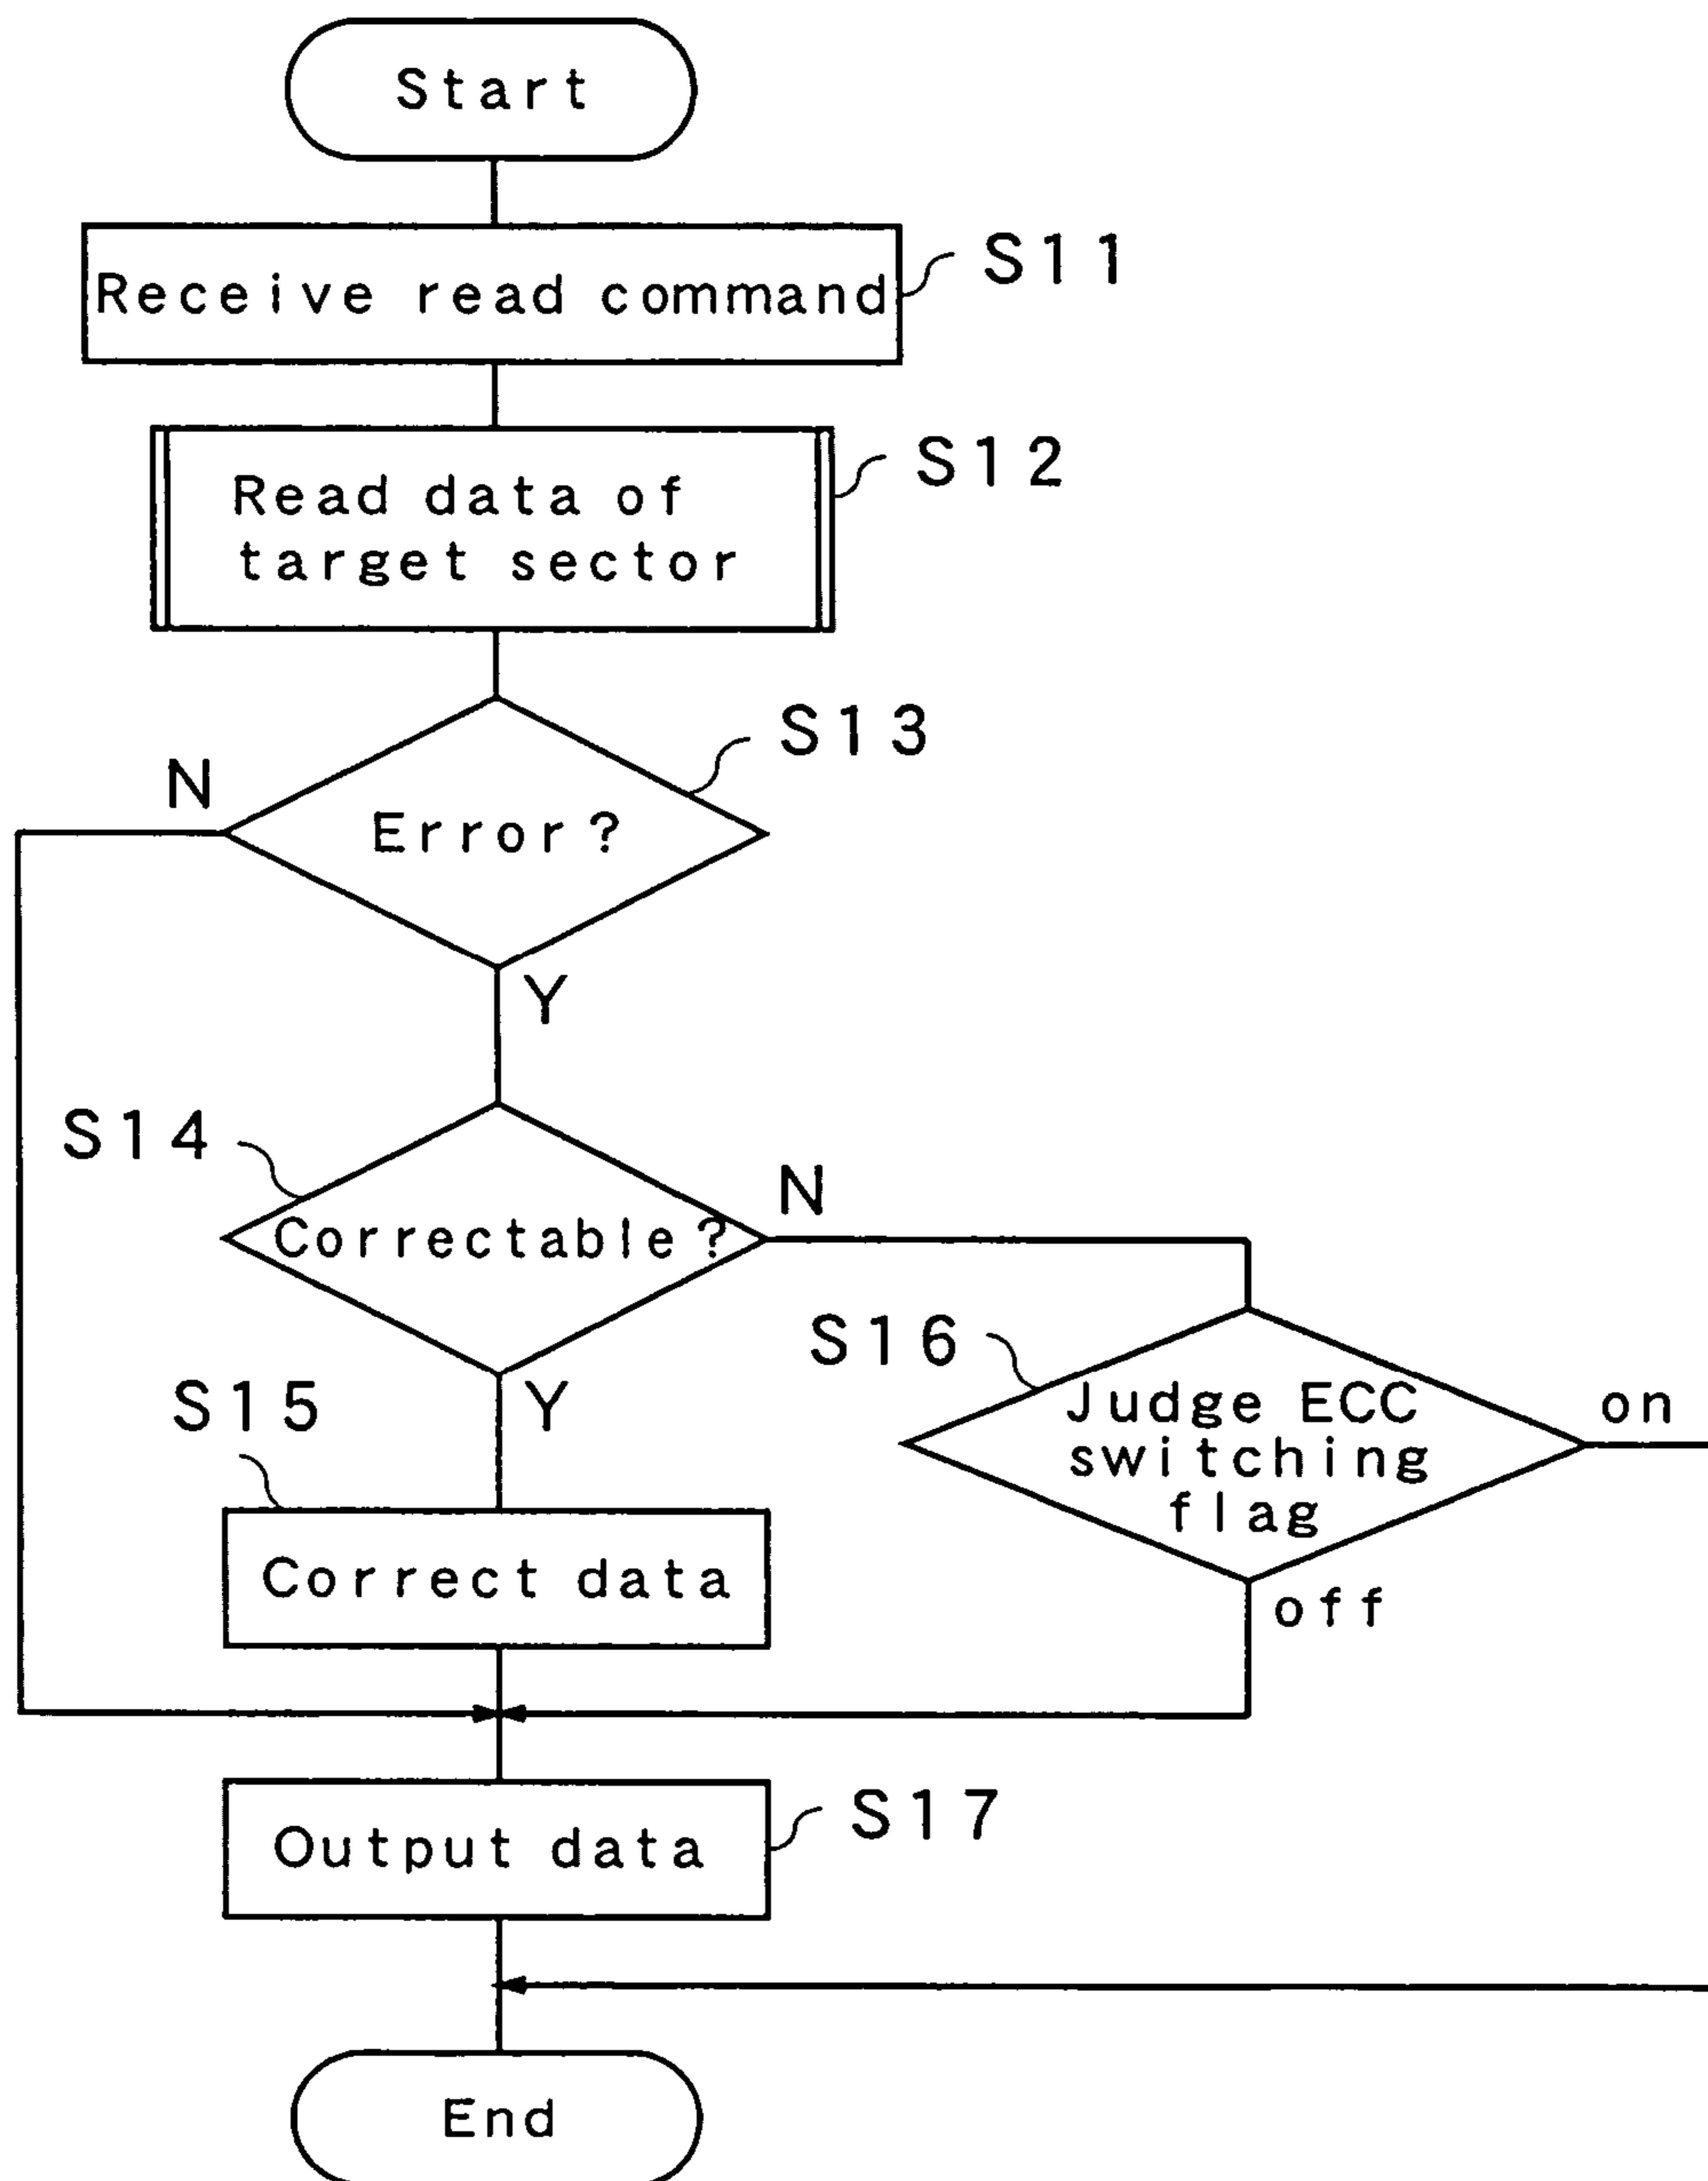 Start
Receive read command
S11
Read data of
target sector
S12
S13
N
Error?
Y
S14
Correctable?
N
S16
Judge ECC
switching
flag
on
off
S15
Y
Correct data
Output data
S17
End